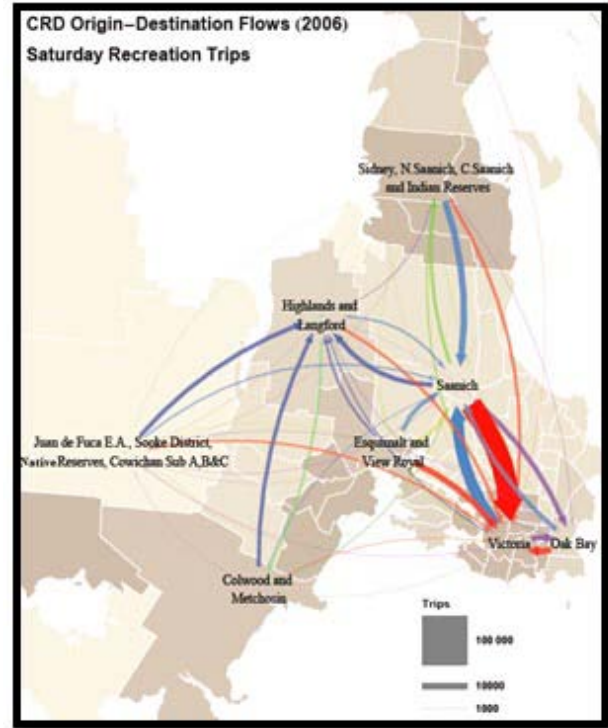 CRD Origin–Destination Flows (2006)
Saturday Recreation Trips
Sidney, N.Saanich, C.Saanich
and Indian Reserves
Highlands and
Langford
Saanich
Juan de Fuca E.A., Sooke District,
Native Reserves, Cowichan Sub A,B&C
Esquimalt and
View Royal
Victoria
Oak Bay
Colwood and
Metchosin
Trips
100 000
10000
1000